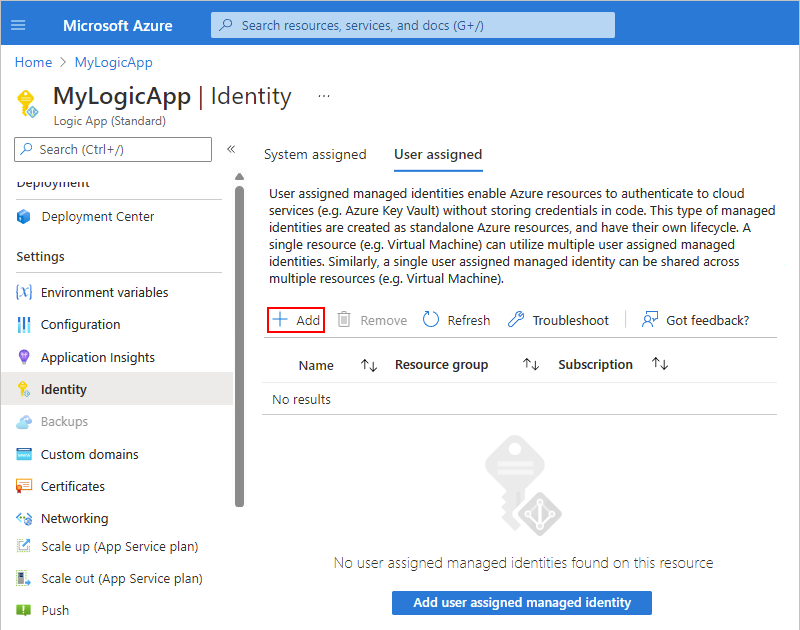 Microsoft Azure
Search resources, services, and docs (G+/)
Home > MyLogicApp
MyLogicApp | Identity ...
Logic App (Standard)
Search (Ctrl+/)
«
Deployment
Deployment Center
Settings
Environment variables
Configuration
Application Insights
Identity
Backups
Custom domains
Certificates
Networking
Scale up (App Service plan)
Scale out (App Service plan)
Push
System assigned User assigned
User assigned managed identities enable Azure resources to authenticate to cloud
services (e.g. Azure Key Vault) without storing credentials in code. This type of managed
identities are created as standalone Azure resources, and have their own lifecycle. A
single resource (e.g. Virtual Machine) can utilize multiple user assigned managed
identities. Similarly, a single user assigned managed identity can be shared across
multiple resources (e.g. Virtual Machine).
Add Remove Refresh Troubleshoot Got feedback?
Name Resource group Subscription
No results
No user assigned managed identities found on this resource
Add user assigned managed identity